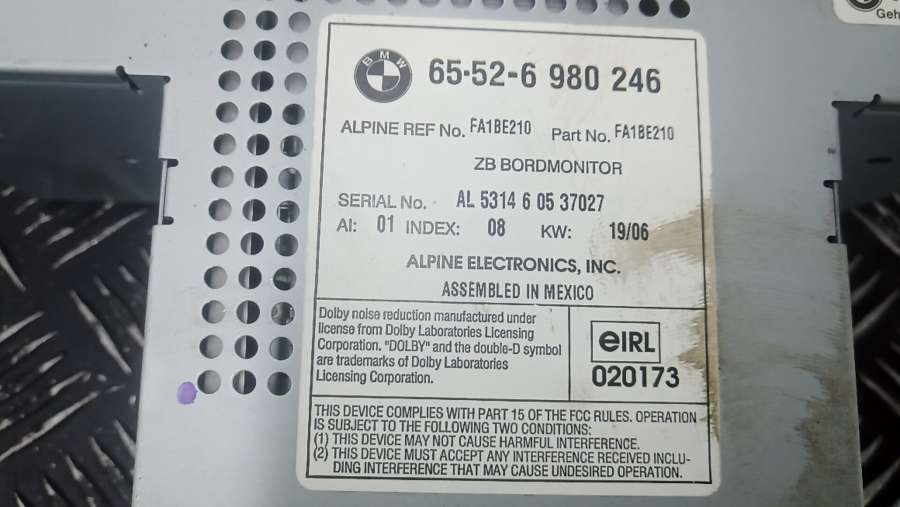 BMW
65-52-6 980 246
ALPINE REF No. FA1BE210 Part No. FA1BE210
ZB BORDMONITOR
SERIAL No. AL 5314 6 05 37027
AI: 01 INDEX: 08 KW: 19/06
ALPINE ELECTRONICS, INC.
ASSEMBLED IN MEXICO
Dolby noise reduction manufactured under
license from Dolby Laboratories Licensing
Corporation. "DOLBY" and the double-D symbol
are trademarks of Dolby Laboratories
Licensing Corporation.
eIRL
020173
THIS DEVICE COMPLIES WITH PART 15 OF THE FCC RULES. OPERATION
IS SUBJECT TO THE FOLLOWING TWO CONDITIONS:
(1) THIS DEVICE MAY NOT CAUSE HARMFUL INTERFERENCE.
(2) THIS DEVICE MUST ACCEPT ANY INTERFERENCE RECEIVED INCLU-
DING INTERFERENCE THAT MAY CAUSE UNDESIRED OPERATION.
Geh